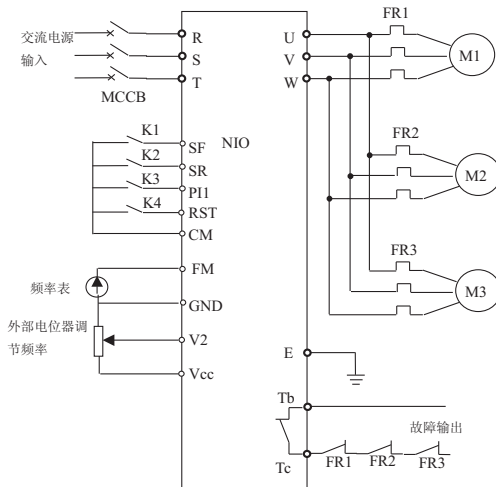 FR1
交流电源
R
U
输入
S
V
M1
T
W
MCCB
K1
SF
NIO
K2
SR
FR2
K3
PI1
M2
K4
RST
CM
FR3
FM
频率表
GND
M3
外部电位器调
节频率
V2
E
Vcc
Tb
故障输出
Tc
FR1
FR2
FR3